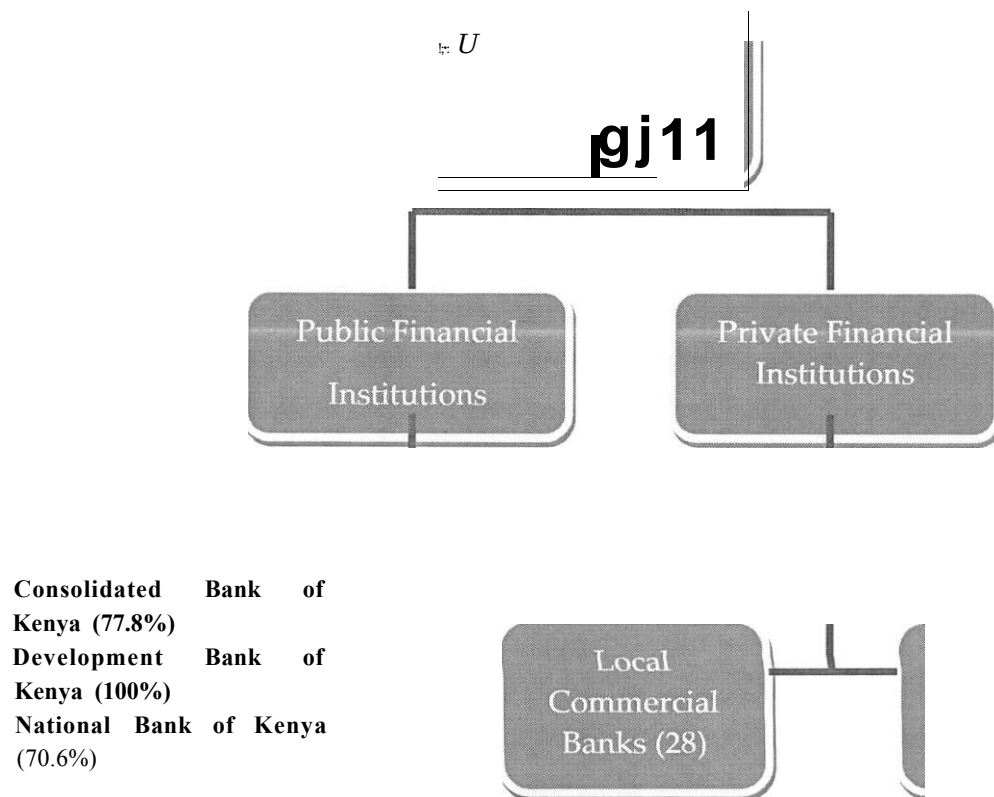 U
gj11
Public Financial
Institutions
Private Financial
Institutions
Consolidated Bank of
Kenya (77.8%)
Development Bank of
Kenya (100%)
National Bank of Kenya
(70.6%)
Local
Commercial
Banks (28)